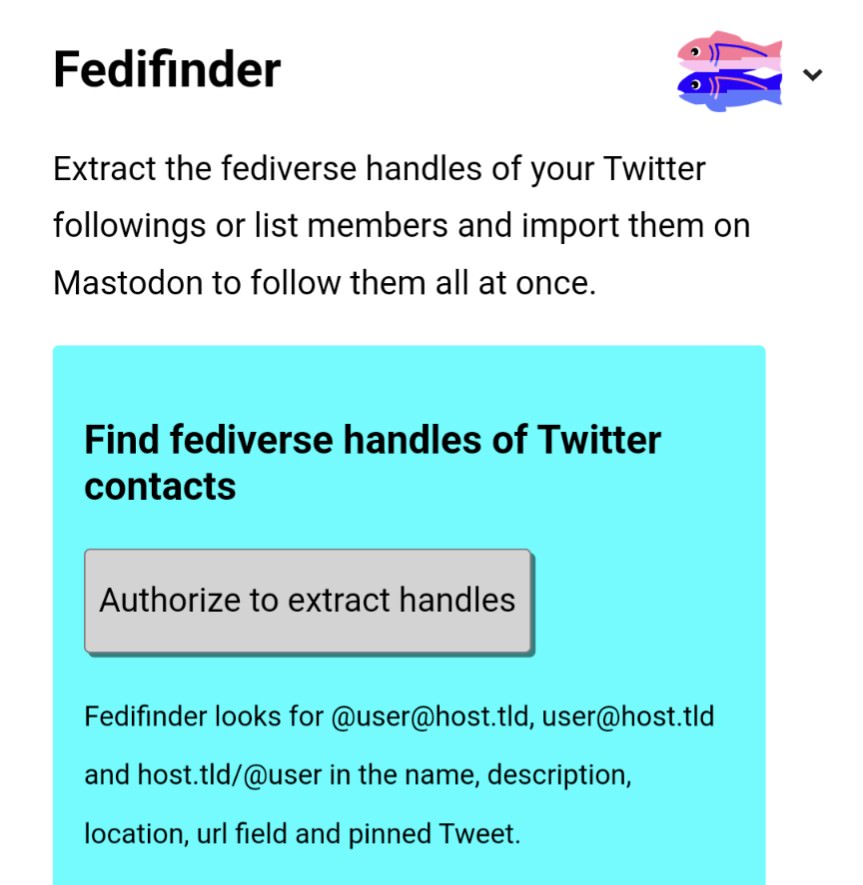 Fedifinder
Extract the fediverse handles of your Twitter
followings or list members and import them on
Mastodon to follow them all at once.
Find fediverse handles of Twitter
contacts
Authorize to extract handles
Fedifinder looks for @user@host.tld, user@host.tld
and host.tld/@user in the name, description,
location, url field and pinned Tweet.